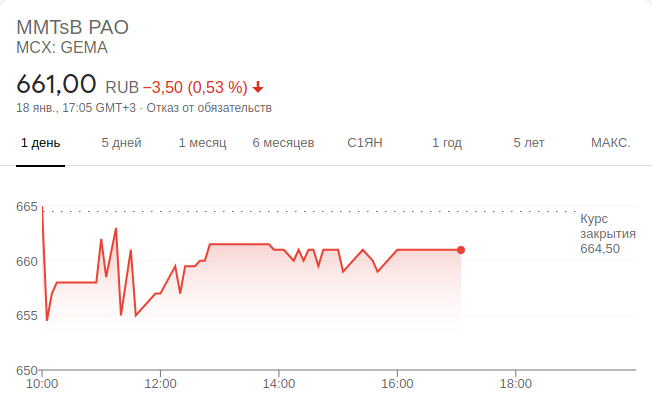 ММТsВ РАО
MCX: GEMA
661,00 RUB −3,50 (0,53 %)
18 янв., 17:05 GMT+3 · Отказ от обязательств
1 день 5 дней 1 месяц 6 месяцев С1ЯН 1 год 5 лет МАКС.
665
660
655
650
Курс
закрытия
664,50
10:00 12:00 14:00 16:00 18:00